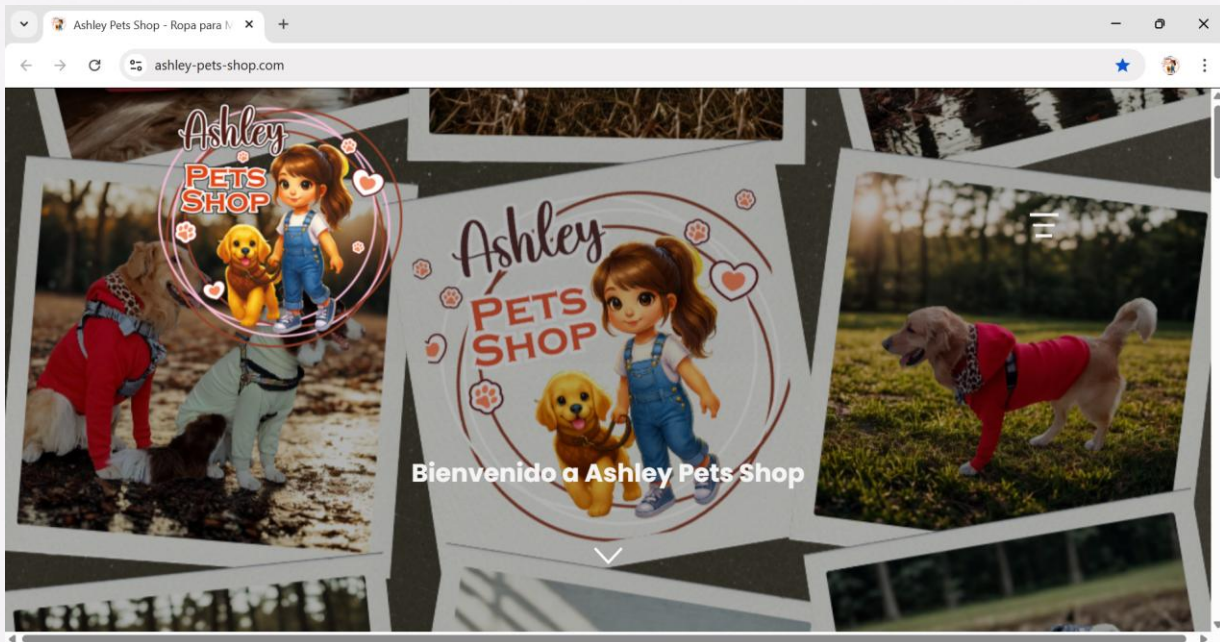 Ashley Pets Shop - Ropa para M
ashley-pets-shop.com
Ashley
PETS
SHOP
Ashley
PETS
SHOP
Bienvenido a Ashley Pets Shop